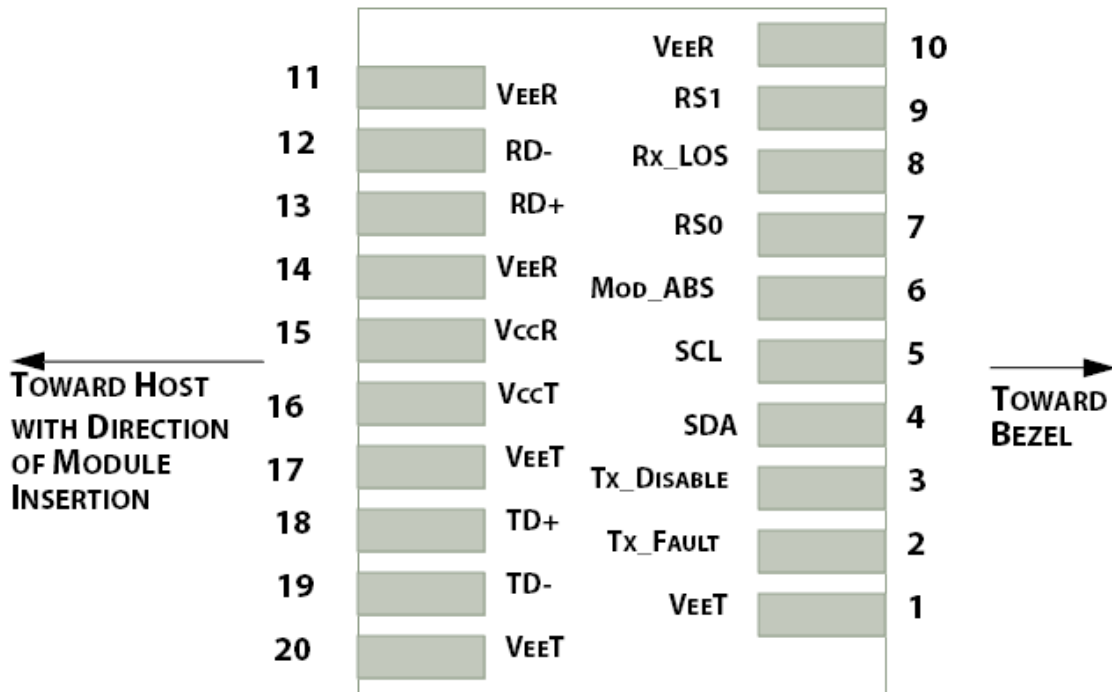 VEER 10
11 VEER
RS1 9
12 RD-
Rx_LOS 8
13 RD+
RS0 7
14 VEER
MOD_ABS 6
15 VCCR
SCL 5
TOWARD HOST
WITH DIRECTION
OF MODULE
INSERTION
TOWARD
BEZEL
16 VCCT
SDA 4
17 VEET
TX_DISABLE 3
18 TD+
TX_FAULT 2
19 TD-
VEET 1
20 VEET